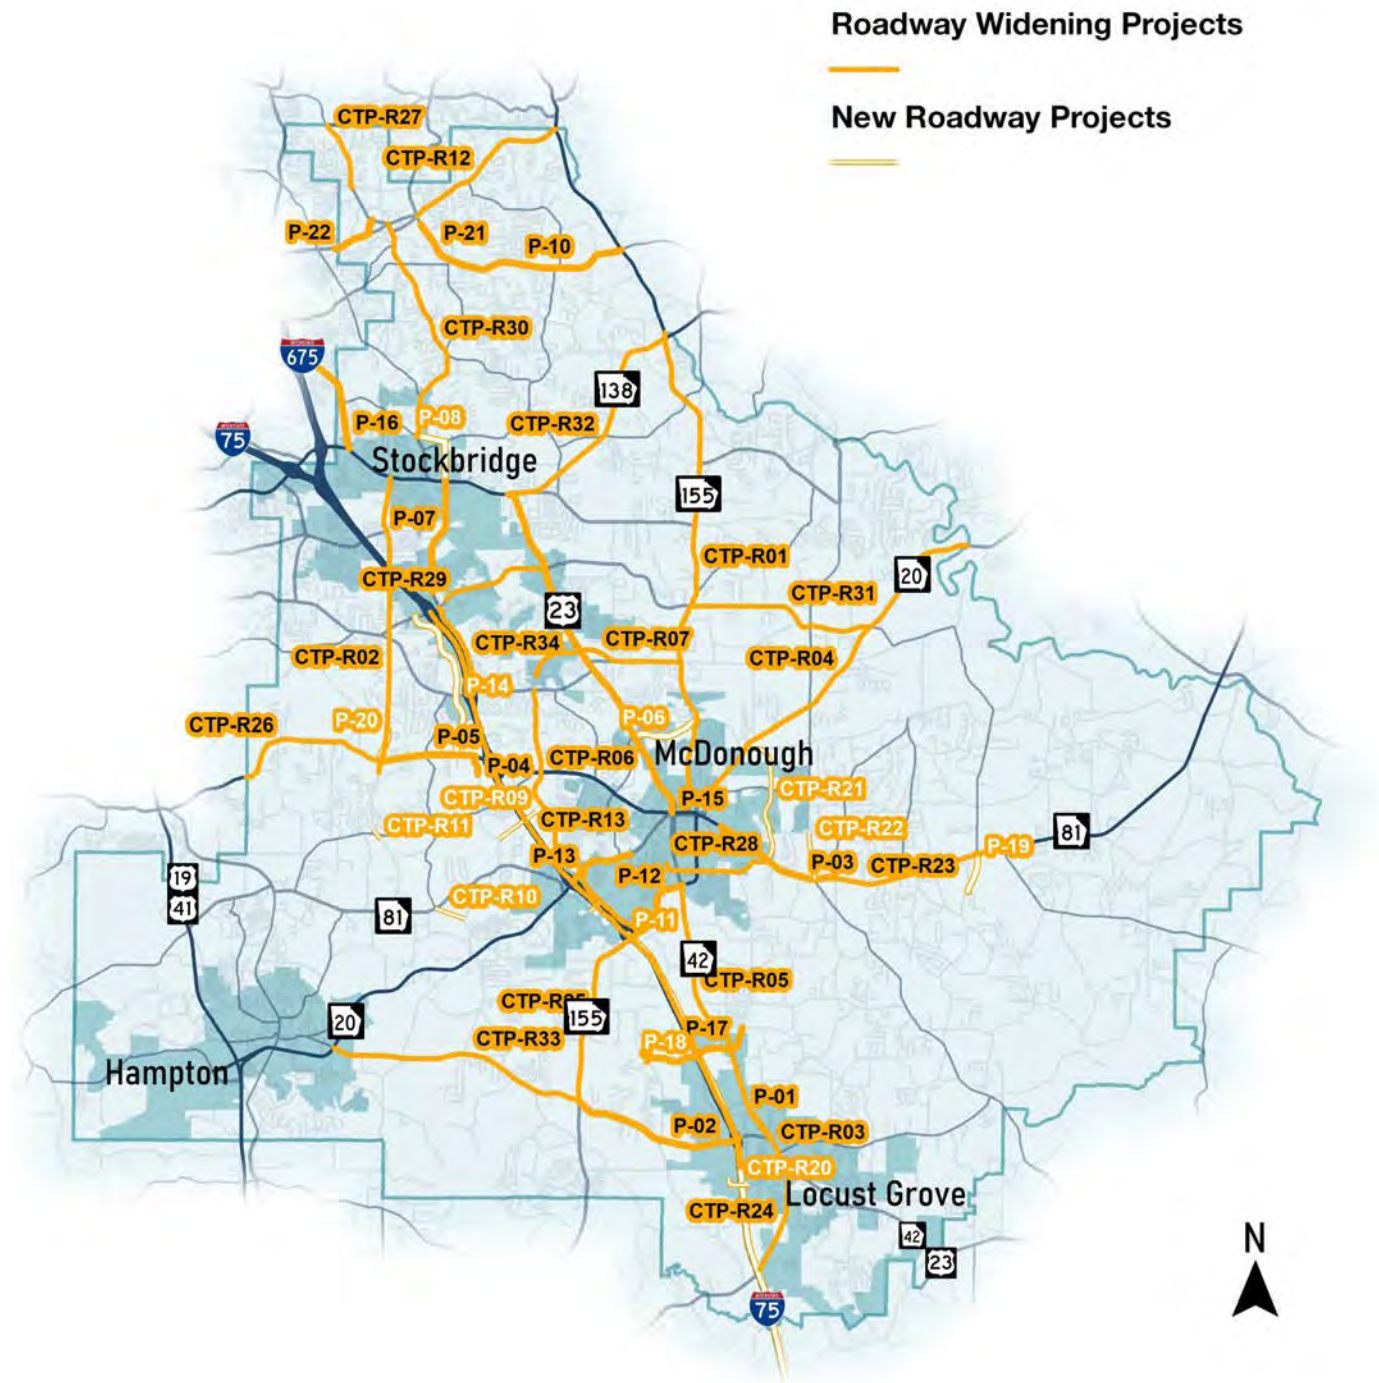 Roadway Widening Projects
New Roadway Projects
CTP-R27
CTP-R12
P-22
P-21
P-10
CTP-R30
675
138
P-16
P-08
CTP-R32
75
Stockbridge
155
P-07
CTP-R01
CTP-R29
20
CTP-R31
23
CTP-R34
CTP-R07
CTP-R02
CTP-R04
P-14
CTP-R26
P-20
P-06
P-05
McDonough
P-04
CTP-R06
CTP-R09
P-15
CTP-R21
CTP-R11
CTP-R13
CTP-R22
81
CTP-R28
P-19
P-13
P-03
CTP-R23
19
P-12
41
CTP-R10
81
P-11
42
CTP-R05
155
20
P-17
CTP-R33
P-18
Hampton
P-01
P-02
CTP-R03
CTP-R20
Locust Grove
CTP-R24
42
23
N
75